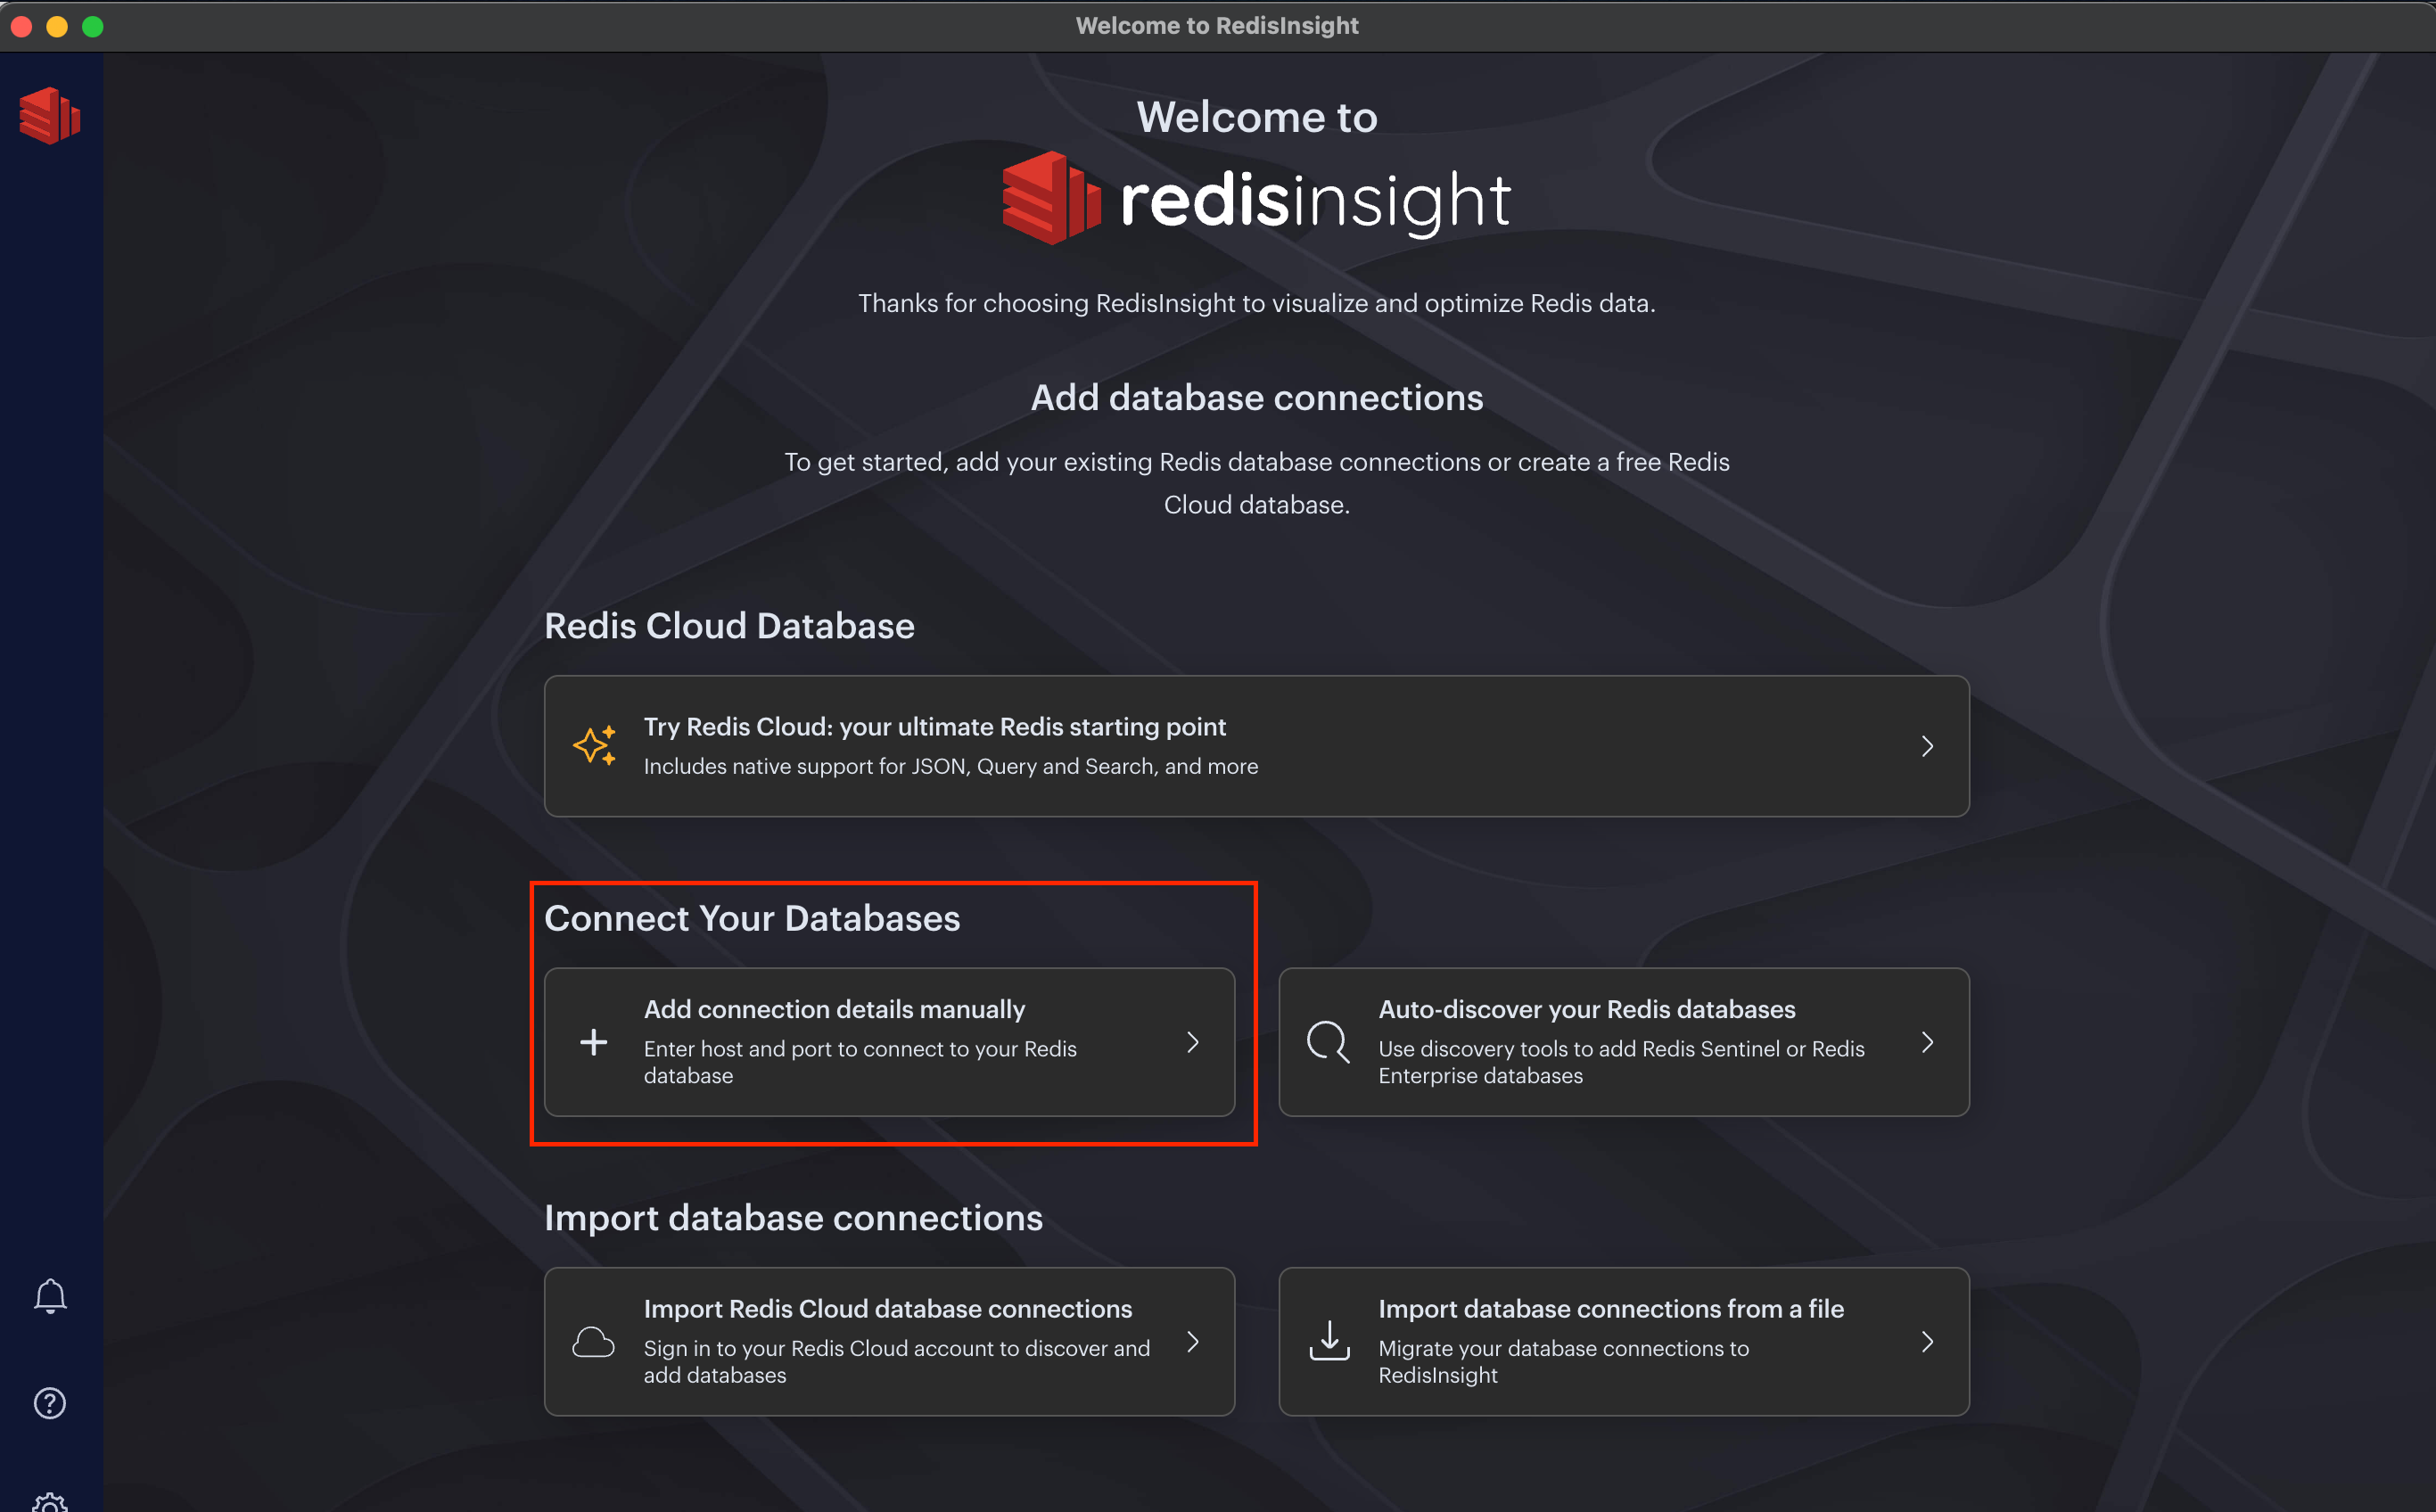 Welcome to RedisInsight
Welcome to
redisinsight
Thanks for choosing RedisInsight to visualize and optimize Redis data.
Add database connections
To get started, add your existing Redis database connections or create a free Redis
Cloud database.
Redis Cloud Database
Try Redis Cloud: your ultimate Redis starting point
Includes native support for JSON, Query and Search, and more
Connect Your Databases
Add connection details manually
Enter host and port to connect to your Redis
database
Auto-discover your Redis databases
Use discovery tools to add Redis Sentinel or Redis
Enterprise databases
Import database connections
Import Redis Cloud database connections
Sign in to your Redis Cloud account to discover and
add databases
Import database connections from a file
Migrate your database connections to
RedisInsight